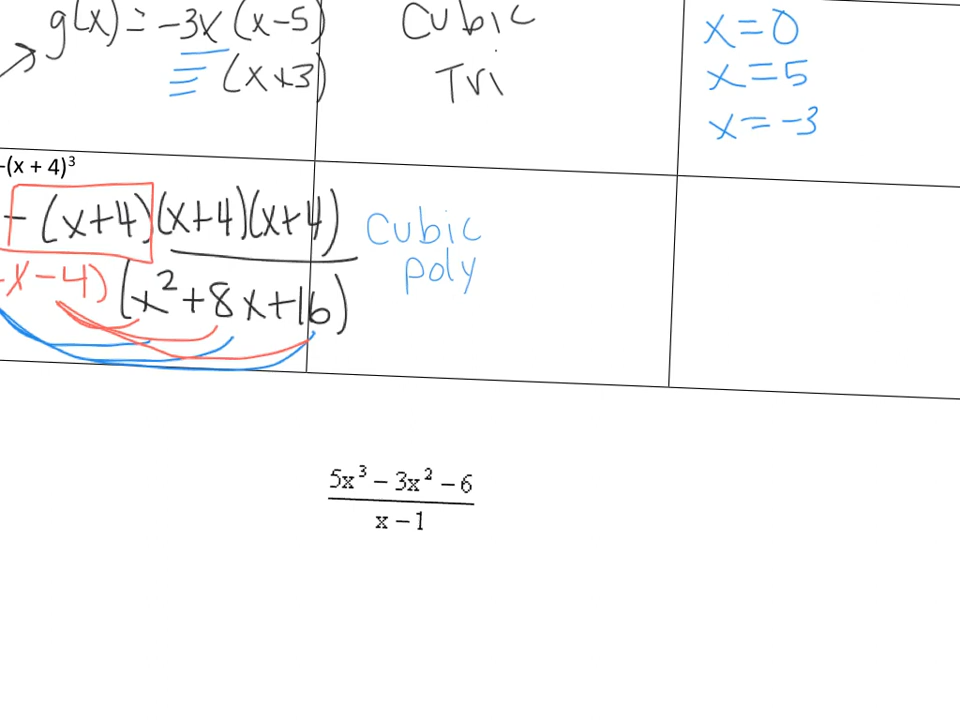 g(x) = -3x (x-5) Cubic x=0
(x+3) Tri x=5
x=-3
-(x + 4)³
-(x+4)(x+4)(x+4) Cubic
-x-4) (x²+8x+16) poly
5x³ − 3x² − 6
x − 1